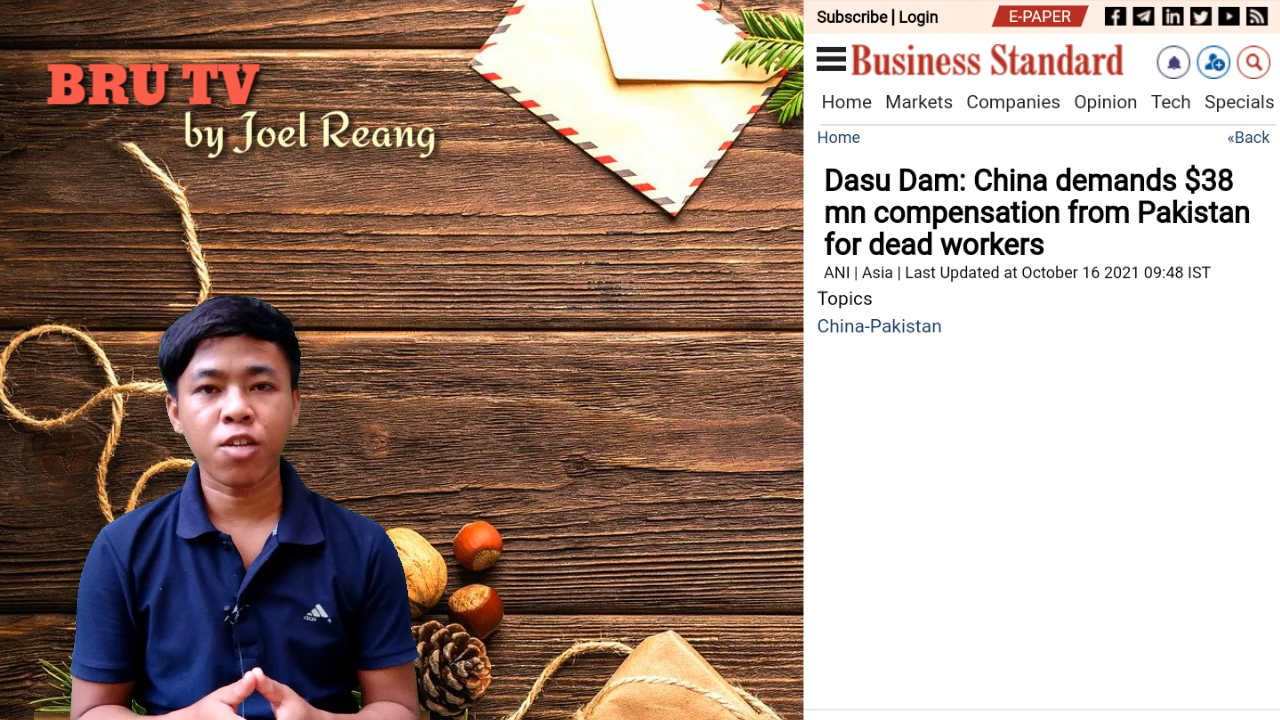 BRU TV
by Joel Reang
Subscribe | Login
E-PAPER
Business Standard
Home Markets Companies Opinion Tech Specials
Home
«Back
Dasu Dam: China demands $38
mn compensation from Pakistan
for dead workers
ANI | Asia | Last Updated at October 16 2021 09:48 IST
Topics
China-Pakistan